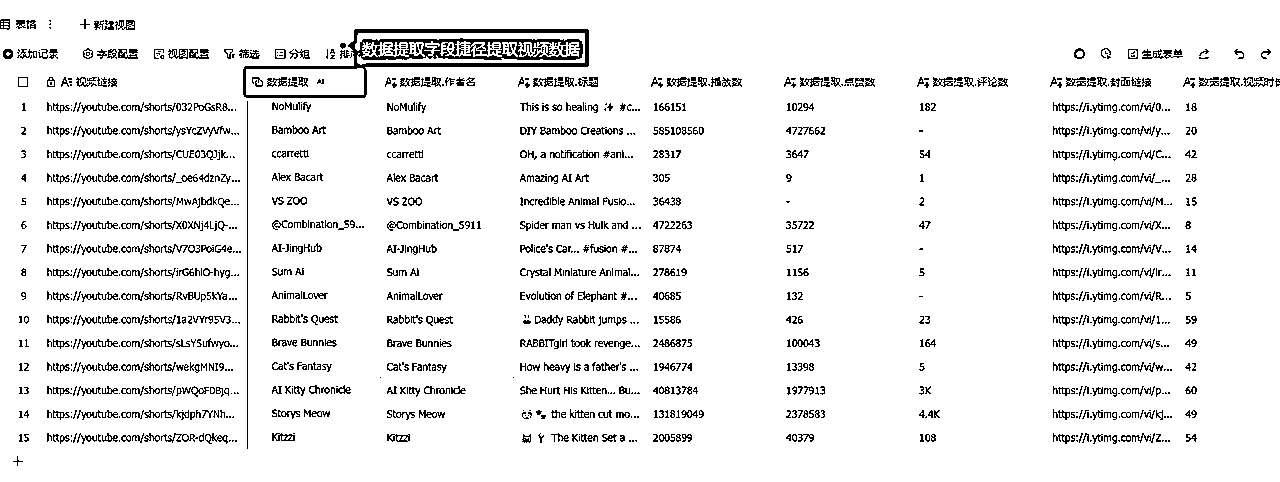 表格 新建视图
数据提取字段捷径提取视频数据
添加记录 字段配置 视图配置 筛选 分组 生成表单
视频链接 数据提取 AI 数据提取.作者名 数据提取.标题 数据提取.播放数 数据提取.点赞数 数据提取.评论数 数据提取.封面链接 数据提取.视频时长
1 https://youtube.com/shorts/032PoGsR8... NoMulify NoMulify This is so healing ✨ #c... 166151 10294 182 https://i.ytimg.com/vi/0... 18
2 https://youtube.com/shorts/ysYcZVyVfw... Bamboo Art Bamboo Art DIY Bamboo Creations ... 585108560 4727662 - https://i.ytimg.com/vi/y... 20
3 https://youtube.com/shorts/CUE03QJjk... ccarretti ccarretti OH, a notification #ani... 28317 3647 54 https://i.ytimg.com/vi/C... 42
4 https://youtube.com/shorts/_oe64dznZy... Alex Bacart Alex Bacart Amazing AI Art 305 9 1 https://i.ytimg.com/vi/_... 28
5 https://youtube.com/shorts/MwAJbdkQe... VS ZOO VS ZOO Incredible Animal Fusio... 36438 - 2 https://i.ytimg.com/vi/M... 15
6 https://youtube.com/shorts/X0XNj4LjQ-... @Combination_59... @Combination_5911 Spider man vs Hulk and ... 4722263 35722 47 https://i.ytimg.com/vi/X... 8
7 https://youtube.com/shorts/V7O3PoiG4e... AI-JingHub AI-JingHub Police's Car... #fusion #... 87874 517 - https://i.ytimg.com/vi/V... 14
8 https://youtube.com/shorts/irG6hlO-hyg... Sum Ai Sum Ai Crystal Miniature Animal... 278619 1156 5 https://i.ytimg.com/vi/ir... 11
9 https://youtube.com/shorts/RvBUp5kYa... AnimalLover AnimalLover Evolution of Elephant #... 40685 132 - https://i.ytimg.com/vi/R... 5
10 https://youtube.com/shorts/1a2VYr95V3... Rabbit's Quest Rabbit's Quest Daddy Rabbit jumps ... 15586 426 23 https://i.ytimg.com/vi/1... 59
11 https://youtube.com/shorts/sLsY5ufwyo... Brave Bunnies Brave Bunnies RABBITgirl took revenge... 2486875 100043 164 https://i.ytimg.com/vi/s... 49
12 https://youtube.com/shorts/wekgMNI9... Cat's Fantasy Cat's Fantasy How heavy is a father's ... 1946774 13398 5 https://i.ytimg.com/vi/w... 42
13 https://youtube.com/shorts/pWQoFDBjq... AI Kitty Chronicle AI Kitty Chronicle She Hurt His Kitten... Bu... 40813784 1977913 3K https://i.ytimg.com/vi/p... 60
14 https://youtube.com/shorts/kjdph7YNh... Storys Meow Storys Meow the kitten cut mo... 131819049 2378583 4.4K https://i.ytimg.com/vi/kj... 49
15 https://youtube.com/shorts/ZOR-dQkeq... Kitzzi Kitzzi The Kitten Set a ... 2005899 40379 108 https://i.ytimg.com/vi/Z... 54